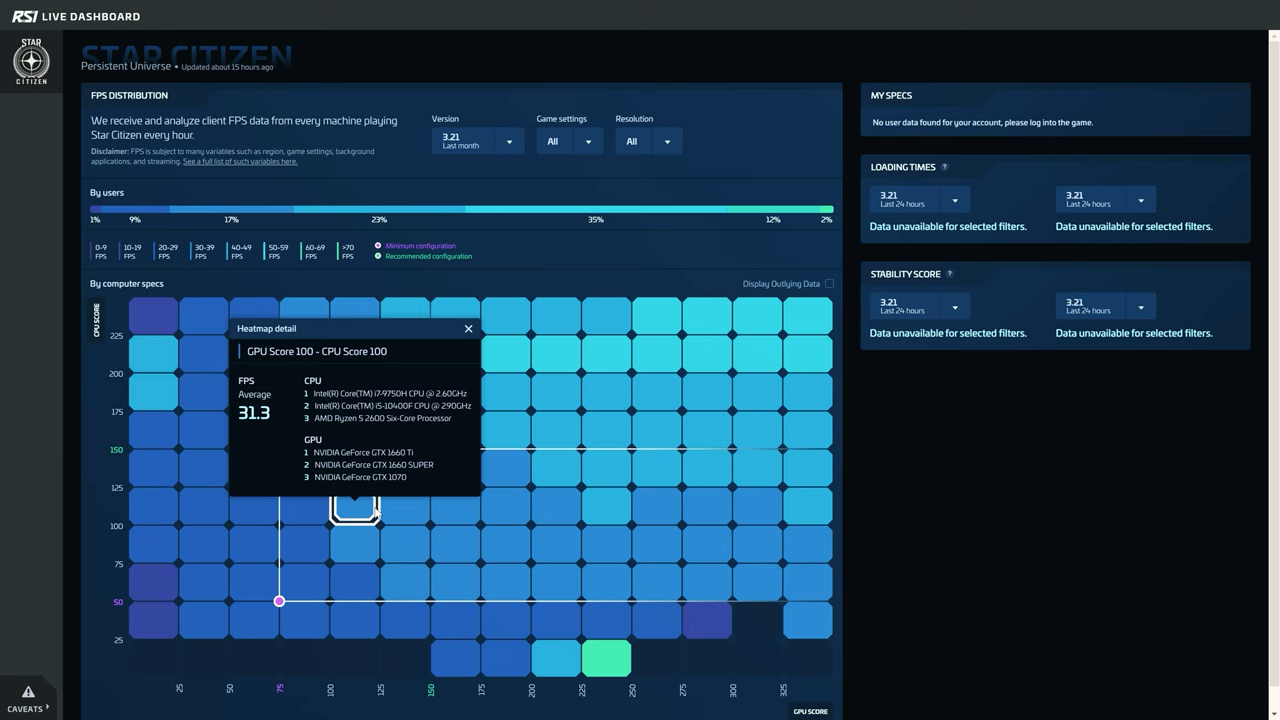 RSI LIVE DASHBOARD
STAR CITIZEN
STAR CITIZEN
Persistent Universe • Updated about 15 hours ago
FPS DISTRIBUTION
We receive and analyze client FPS data from every machine playing
Star Citizen every hour.
Disclaimer: FPS is subject to many variables such as region, game settings, background
applications, and streaming. See a full list of such variables here.
Version
3.21
Last month
Game settings
All
Resolution
All
By users
1% 9% 17% 23% 35% 12% 2%
0-9 FPS
10-19 FPS
20-29 FPS
30-39 FPS
40-49 FPS
50-59 FPS
60-69 FPS
>70 FPS
Minimum configuration
Recommended configuration
By computer specs
Display Outlying Data
CPU SCORE
225
200
175
150
125
100
75
50
25
Heatmap detail
GPU Score 100 - CPU Score 100
FPS
Average
31.3
CPU
1 Intel(R) Core(TM) i7-9750H CPU @ 2.60GHz
2 Intel(R) Core(TM) i5-10400F CPU @ 2.90GHz
3 AMD Ryzen 5 2600 Six-Core Processor
GPU
1 NVIDIA GeForce GTX 1660 Ti
2 NVIDIA GeForce GTX 1660 SUPER
3 NVIDIA GeForce GTX 1070
25 50 75 100 125 150 175 200 225 250 275 300 325
GPU SCORE
MY SPECS
No user data found for your account, please log into the game.
LOADING TIMES ?
3.21
Last 24 hours
Data unavailable for selected filters.
3.21
Last 24 hours
Data unavailable for selected filters.
STABILITY SCORE ?
3.21
Last 24 hours
Data unavailable for selected filters.
3.21
Last 24 hours
Data unavailable for selected filters.
CAVEATS